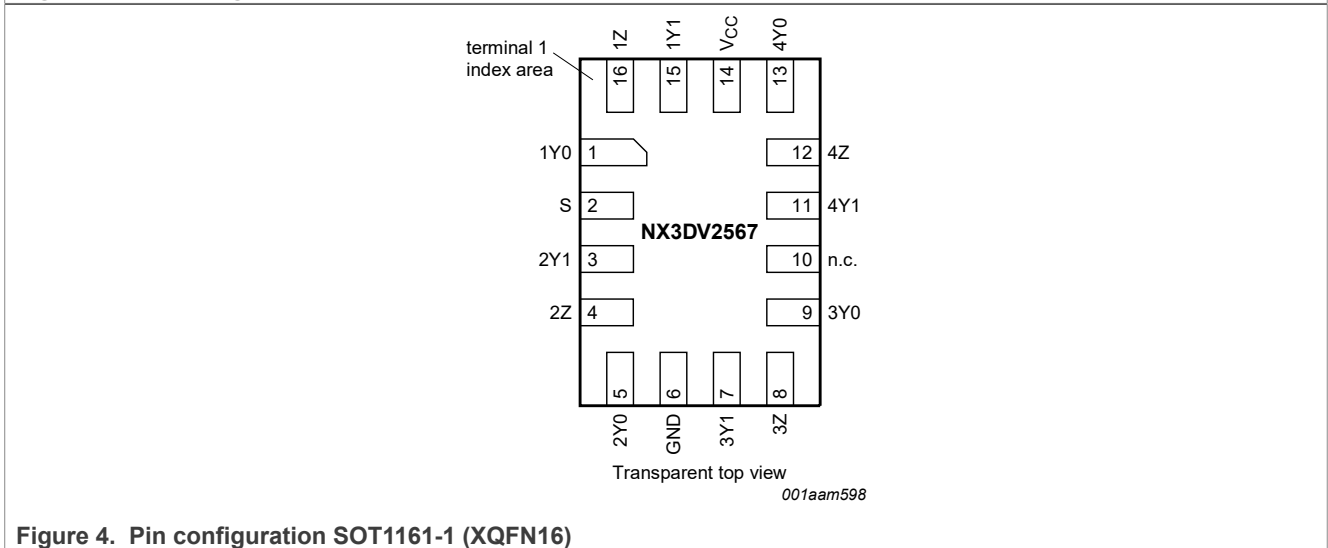 1Z 1Y1 VCC 4Y0
terminal 1
index area
16 15 14 13
1Y0 1 12 4Z
S 2 11 4Y1
NX3DV2567
2Y1 3 10 n.c.
2Z 4 9 3Y0
5 6 7 8
2Y0 GND 3Y1 3Z
Transparent top view
001aam598
Figure 4. Pin configuration SOT1161-1 (XQFN16)